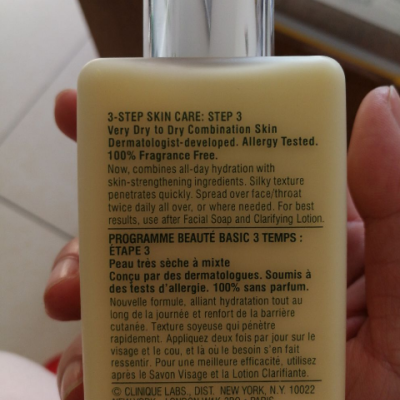 3-STEP SKIN CARE: STEP 3
Very Dry to Dry Combination Skin
Dermatologist-developed. Allergy Tested.
100% Fragrance Free.
Now, combines all-day hydration with
skin-strengthening ingredients. Silky texture
penetrates quickly. Spread over face/throat
twice daily all over, or where needed. For best
results, use after Facial Soap and Clarifying Lotion.
PROGRAMME BEAUTÉ BASIC 3 TEMPS :
ÉTAPE 3
Peau très sèche à mixte
Conçu par des dermatologues. Soumis à
des tests d'allergie. 100% sans parfum.
Nouvelle formule, alliant hydratation tout au
long de la journée et renfort de la barrière
cutanée. Texture soyeuse qui pénètre
rapidement. Appliquez deux fois par jour sur le
visage et le cou, et là où le besoin s'en fait
ressentir. Pour une meilleure efficacité, utilisez
après le Savon Visage et la Lotion Clarifiante.
© CLINIQUE LABS., DIST. NEW YORK, N.Y. 10022